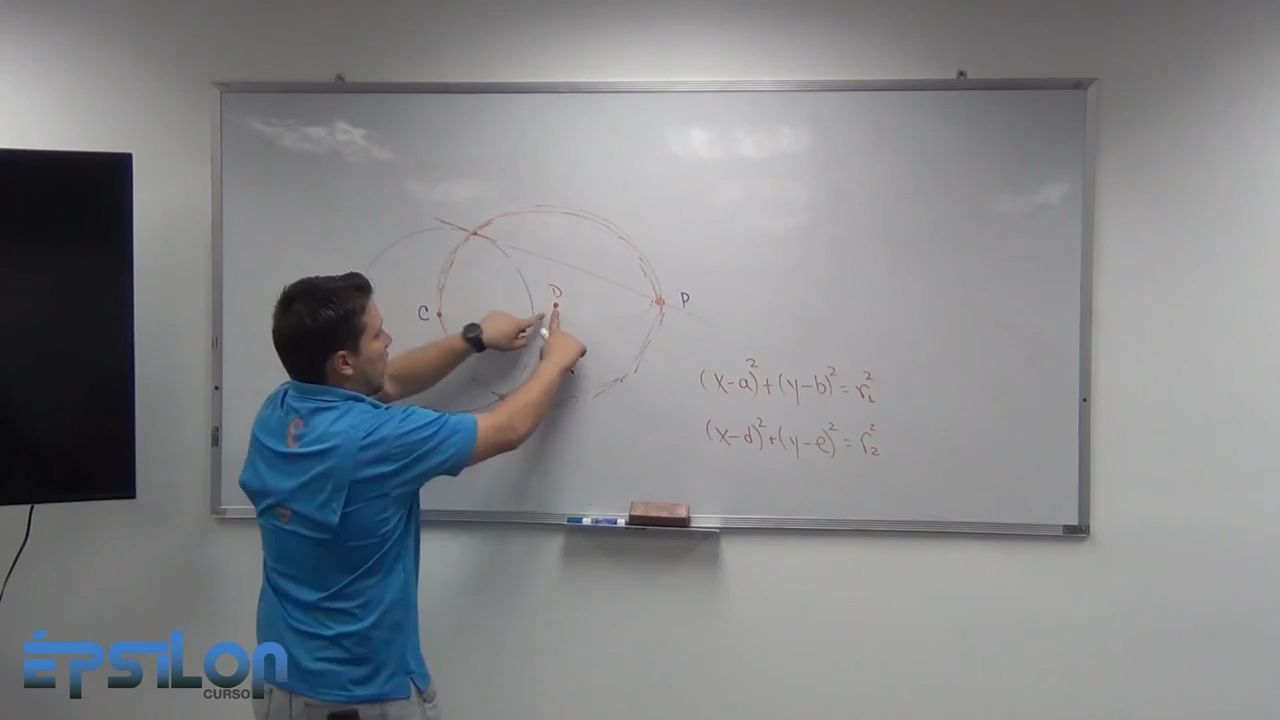 D
C
P
(x-a)²+(y-b)²=r₁²
(x-d)²+(y-e)²=r₂²
ÉPSILON
CURSO